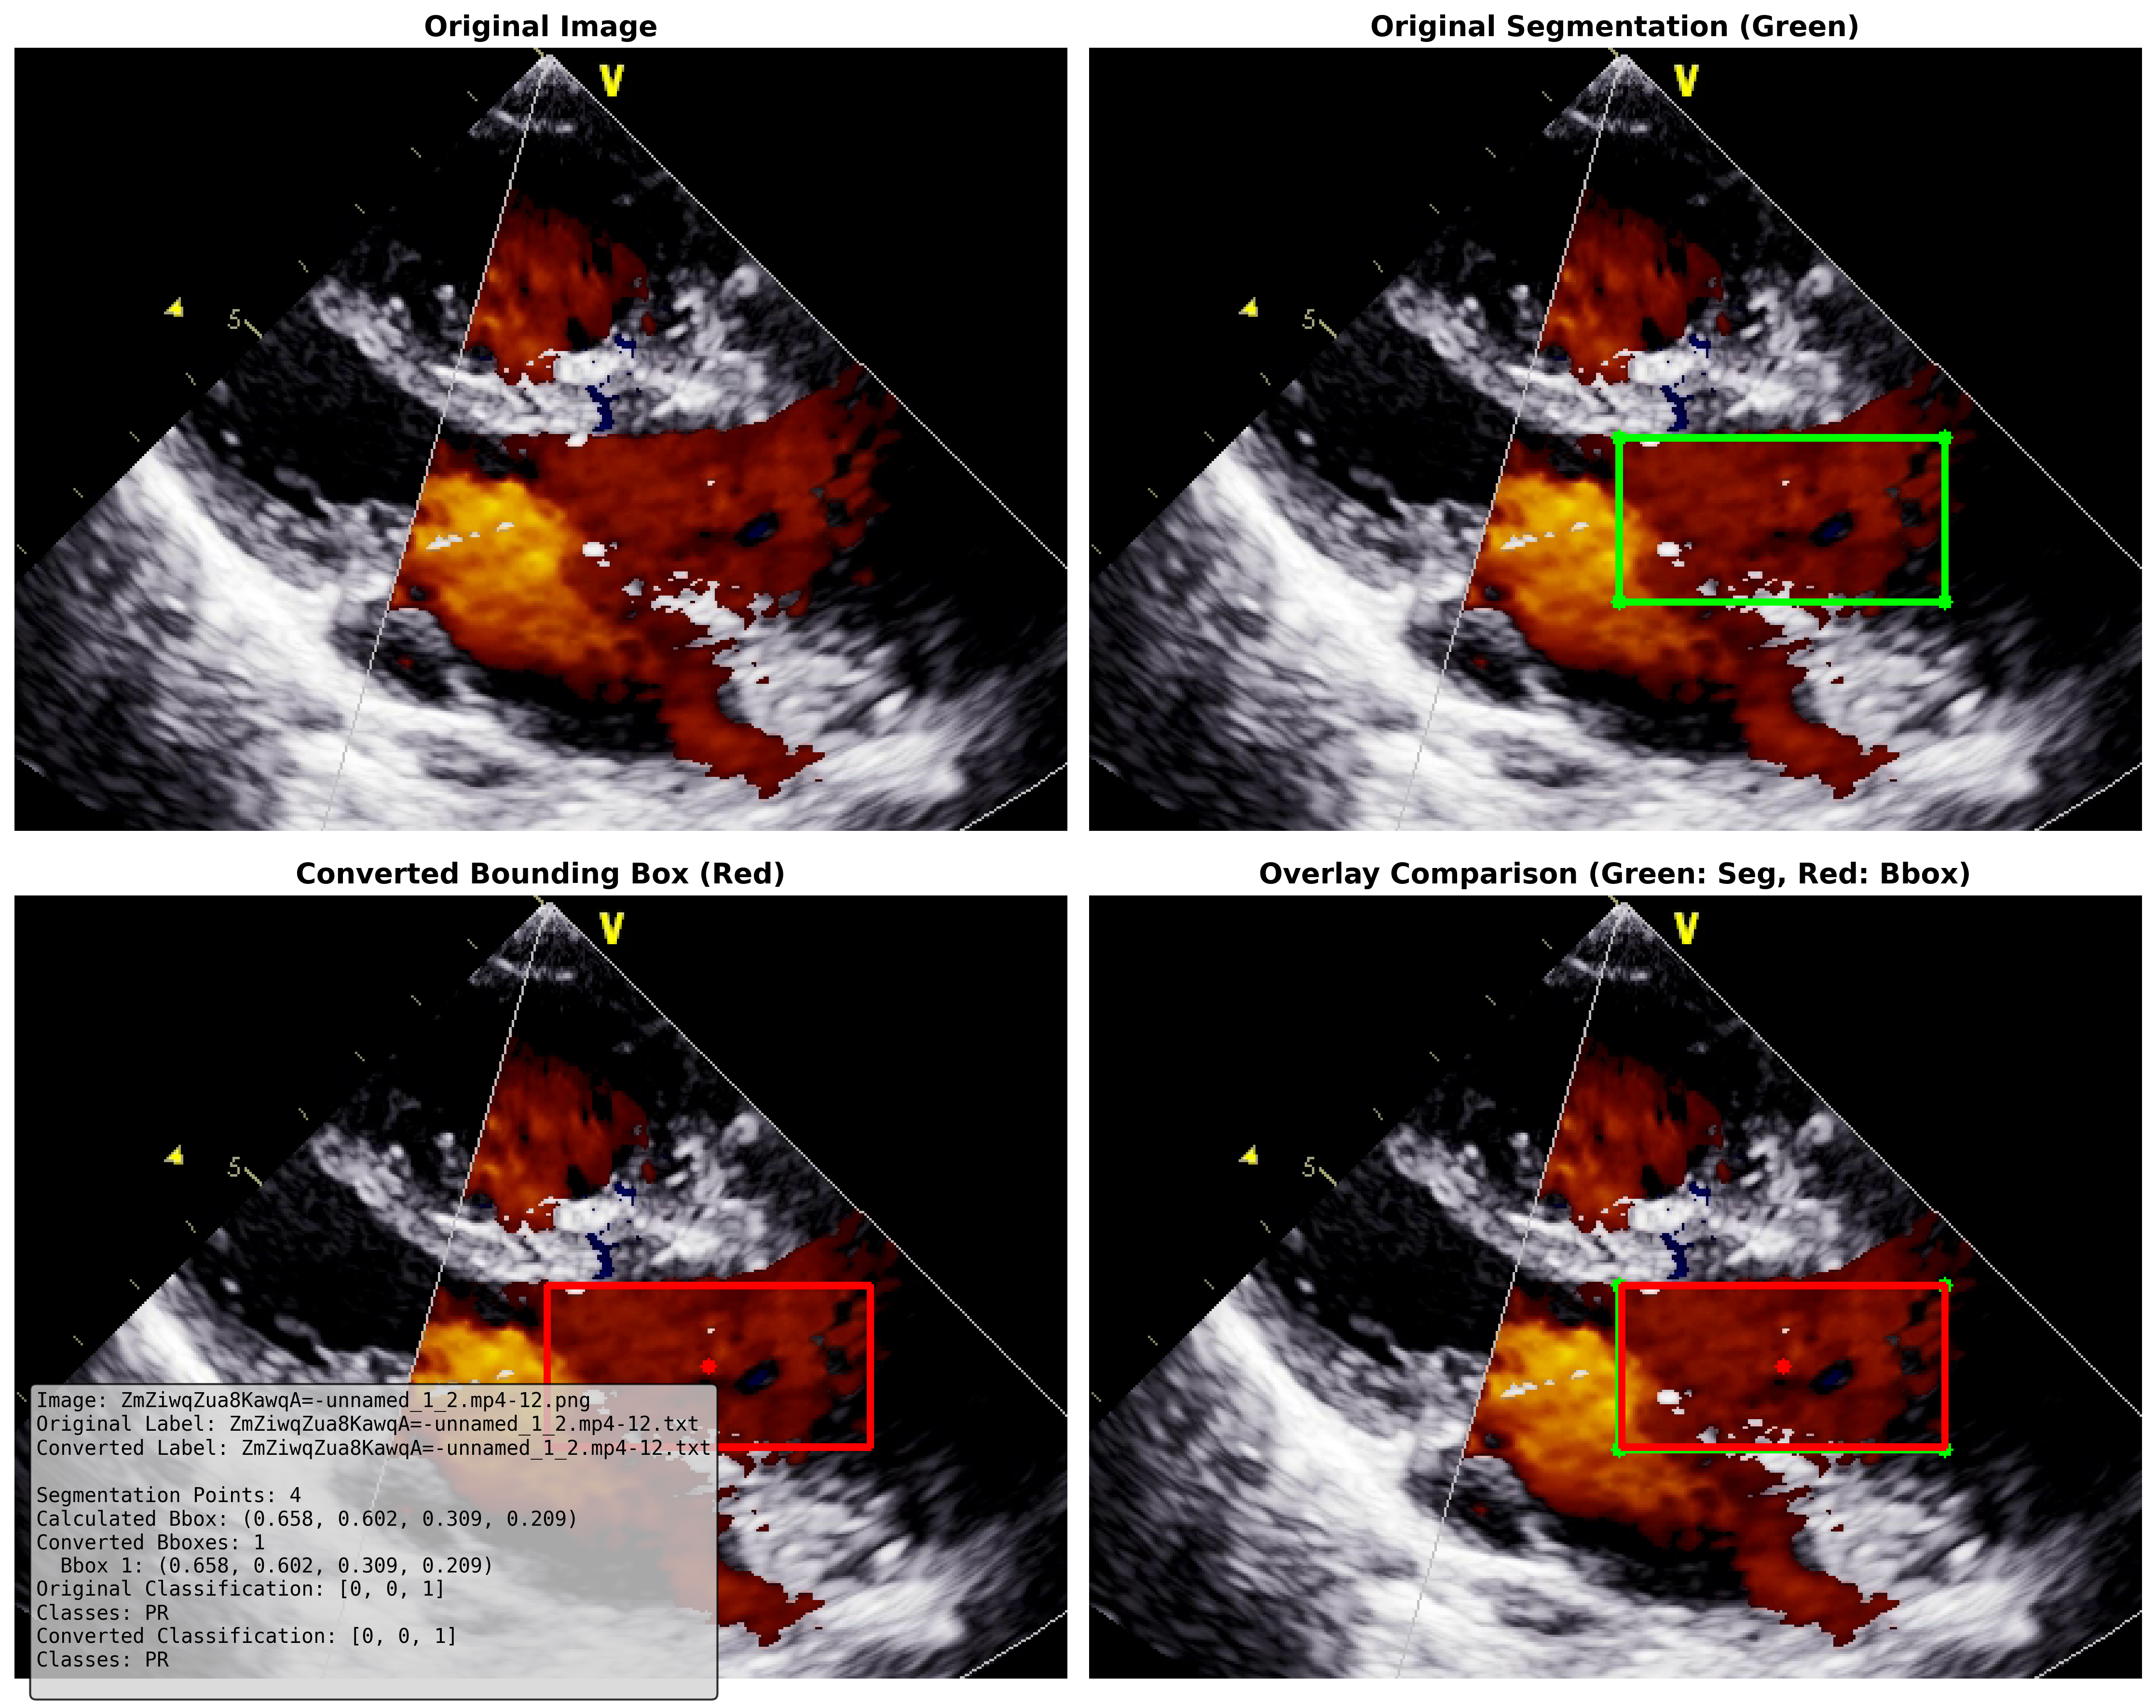 Original Image
Original Segmentation (Green)
V
5
V
5
Converted Bounding Box (Red)
Overlay Comparison (Green: Seg, Red: Bbox)
V
5
V
5
Image: ZmZiwqZua8KawqA=-unnamed_1_2.mp4-12.png
Original Label: ZmZiwqZua8KawqA=-unnamed_1_2.mp4-12.txt
Converted Label: ZmZiwqZua8KawqA=-unnamed_1_2.mp4-12.txt
Segmentation Points: 4
Calculated Bbox: (0.658, 0.602, 0.309, 0.209)
Converted Bboxes: 1
Bbox 1: (0.658, 0.602, 0.309, 0.209)
Original Classification: [0, 0, 1]
Classes: PR
Converted Classification: [0, 0, 1]
Classes: PR